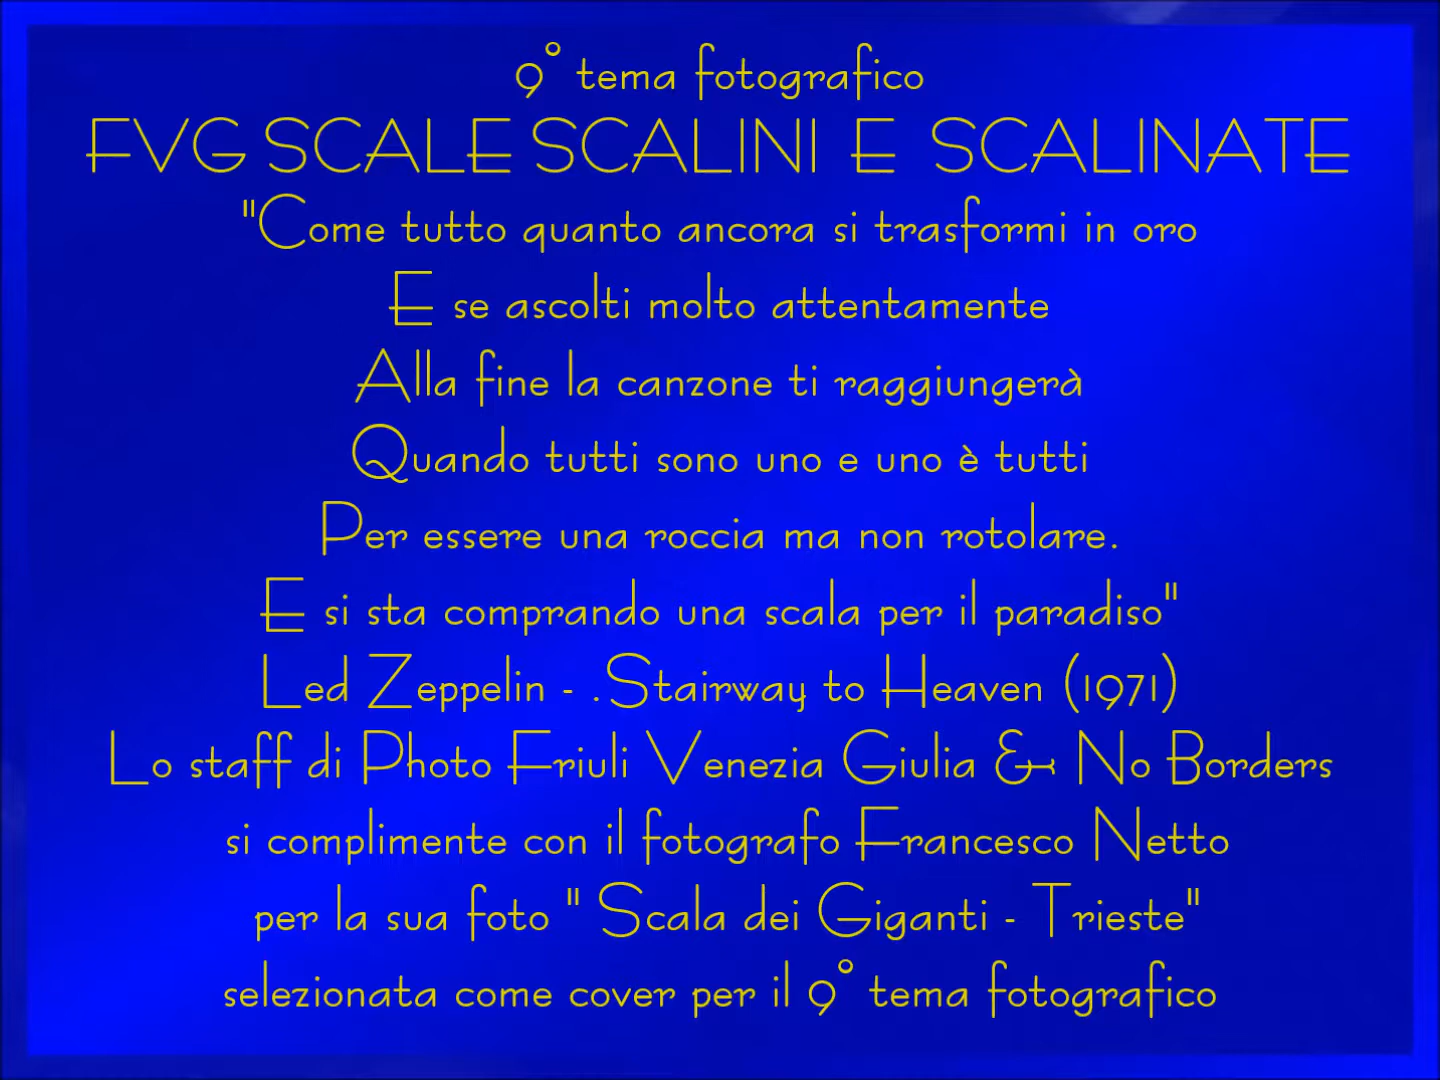 9° tema fotografico
FVG SCALE SCALINI E SCALINATE
"Come tutto quanto ancora si trasformi in oro
E se ascolti molto attentamente
Alla fine la canzone ti raggiungerà
Quando tutti sono uno e uno è tutti
Per essere una roccia ma non rotolare.
E si sta comprando una scala per il paradiso"
Led Zeppelin - .Stairway to Heaven (1971)
Lo staff di Photo Friuli Venezia Giulia & No Borders
si complimente con il fotografo Francesco Netto
per la sua foto " Scala dei Giganti - Trieste"
selezionata come cover per il 9° tema fotografico